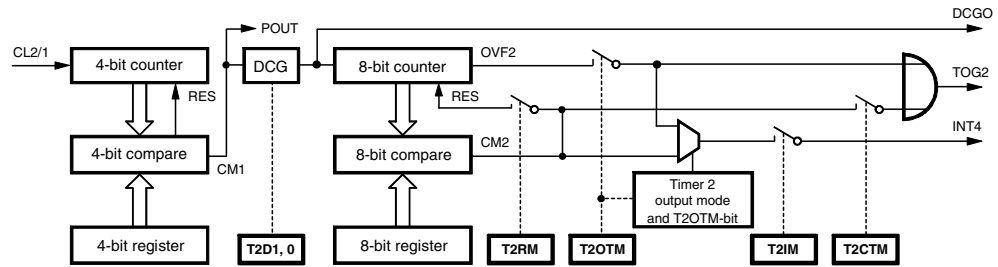 POUT
DCGO
CL2/1
4-bit counter
DCG
8-bit counter
OVF2
TOG2
RES
RES
4-bit compare
CM1
8-bit compare
CM2
INT4
Timer 2
output mode
and T2OTM-bit
4-bit register
T2D1, 0
8-bit register
T2RM
T2OTM
T2IM
T2CTM